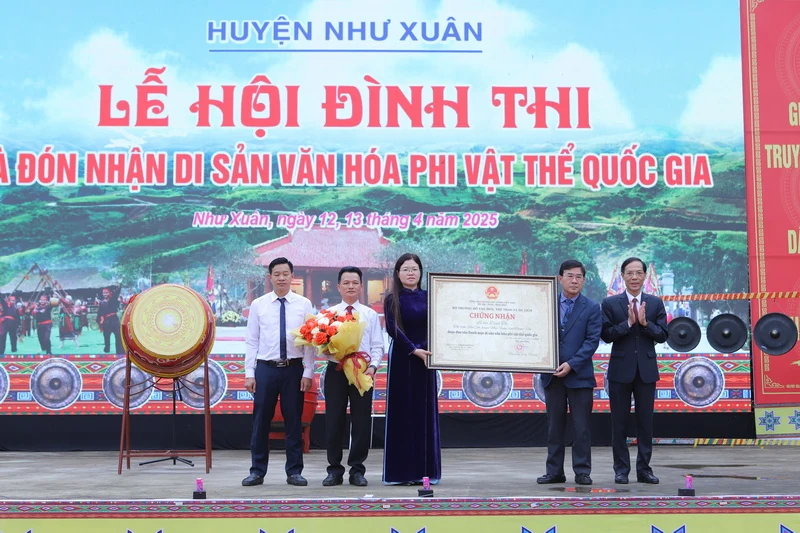 HUYỆN NHƯ XUÂN
LỄ HỘI ĐÌNH THI
À ĐÓN NHẬN DI SẢN VĂN HÓA PHI VẬT THỂ QUỐC GIA
Như Xuân, ngày 12, 13 tháng 4 năm 2025
CHỨNG NHẬN
G
TRUY
D